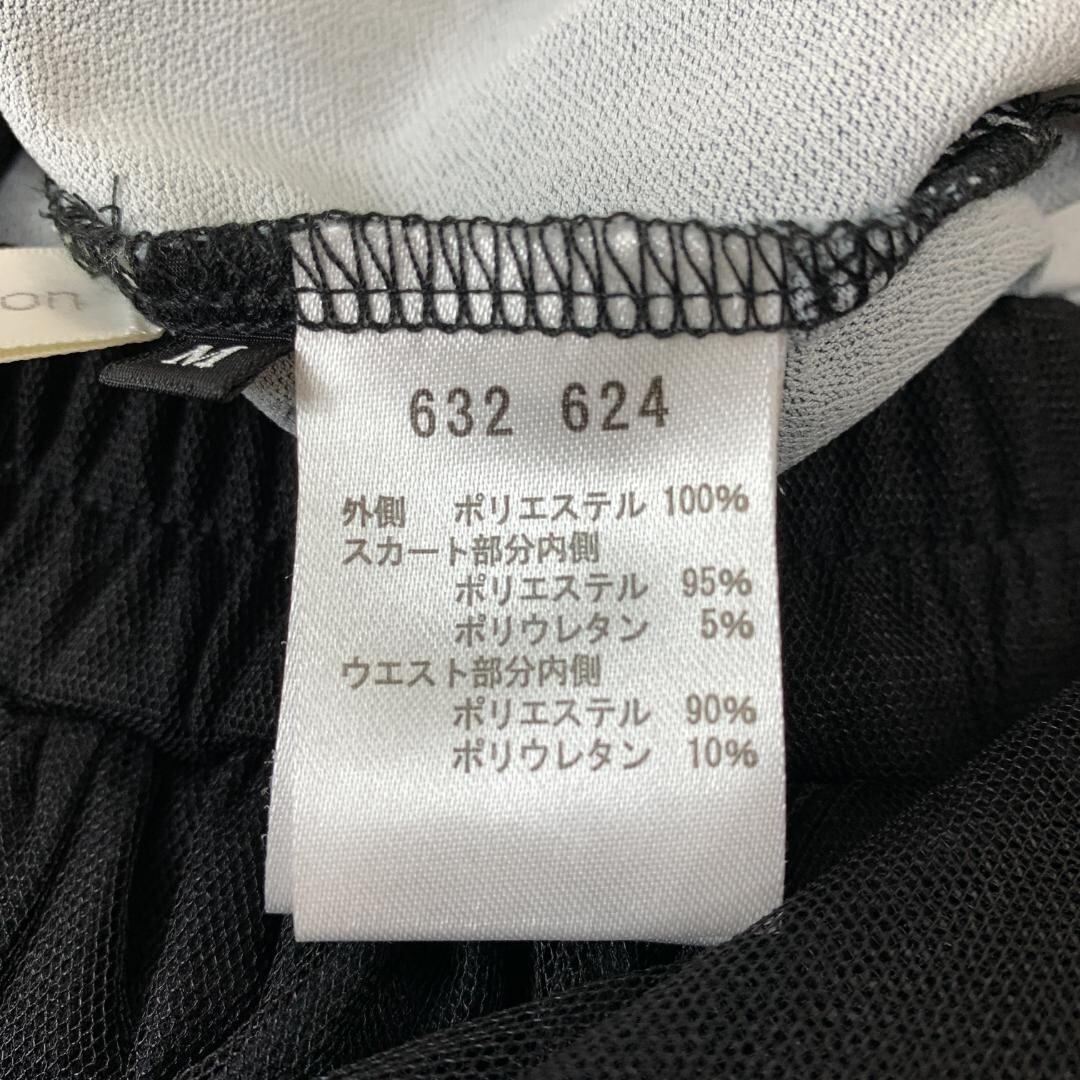 on
M
632 624
外側 ポリエステル 100%
スカート部分内側
ポリエステル 95%
ポリウレタン 5%
ウエスト部分内側
ポリエステル 90%
ポリウレタン 10%